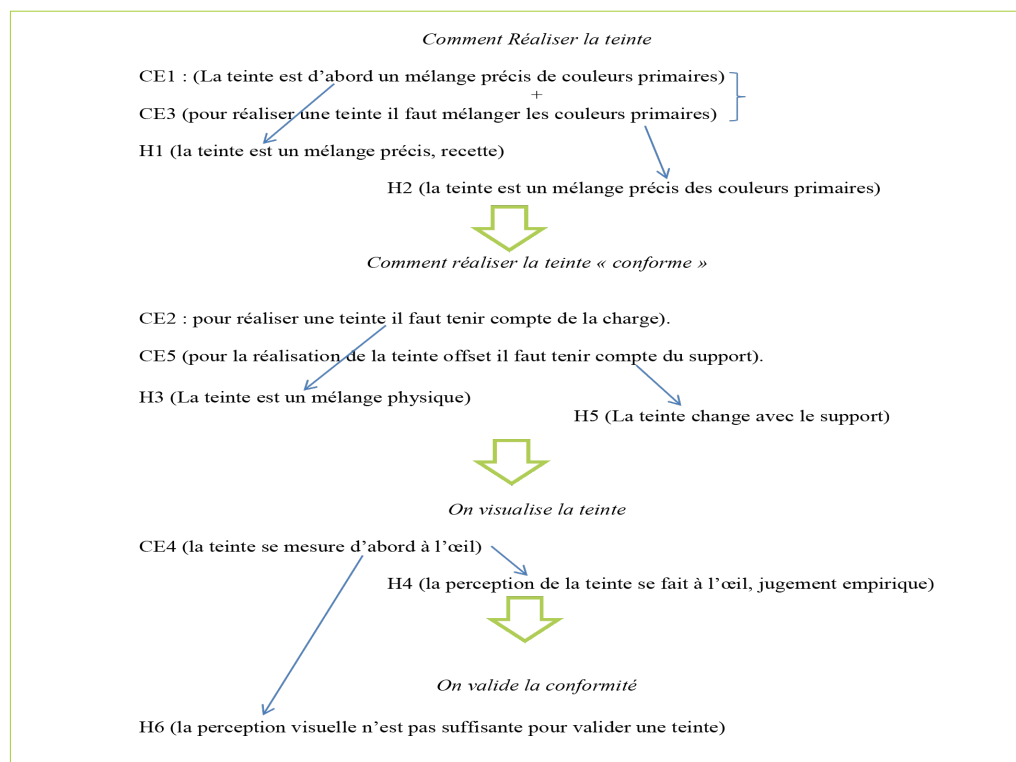 Comment Réaliser la teinte
CE1 : (La teinte est d’abord un mélange précis de couleurs primaires)
+
CE3 (pour réaliser une teinte il faut mélanger les couleurs primaires)
H1 (la teinte est un mélange précis, recette)
H2 (la teinte est un mélange précis des couleurs primaires)
Comment réaliser la teinte « conforme »
CE2 : pour réaliser une teinte il faut tenir compte de la charge).
CE5 (pour la réalisation de la teinte offset il faut tenir compte du support).
H3 (La teinte est un mélange physique)
H5 (La teinte change avec le support)
On visualise la teinte
CE4 (la teinte se mesure d’abord à l’œil)
H4 (la perception de la teinte se fait à l’œil, jugement empirique)
On valide la conformité
H6 (la perception visuelle n’est pas suffisante pour valider une teinte)